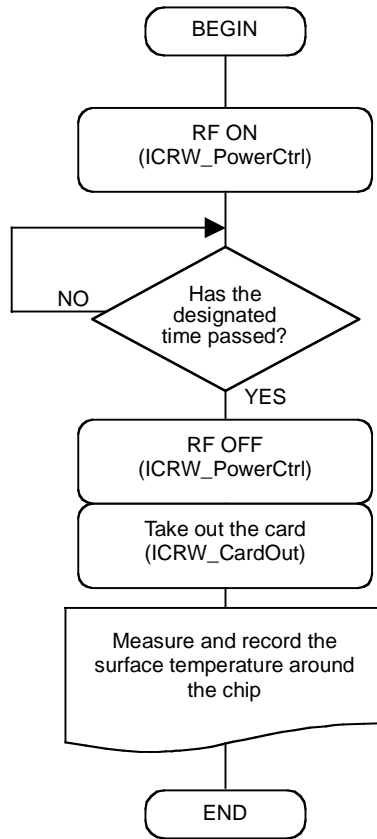 BEGIN
RF ON
(ICRW_PowerCtrl)
Has the
designated
time passed?
NO
YES
RF OFF
(ICRW_PowerCtrl)
Take out the card
(ICRW_CardOut)
Measure and record the
surface temperature around
the chip
END